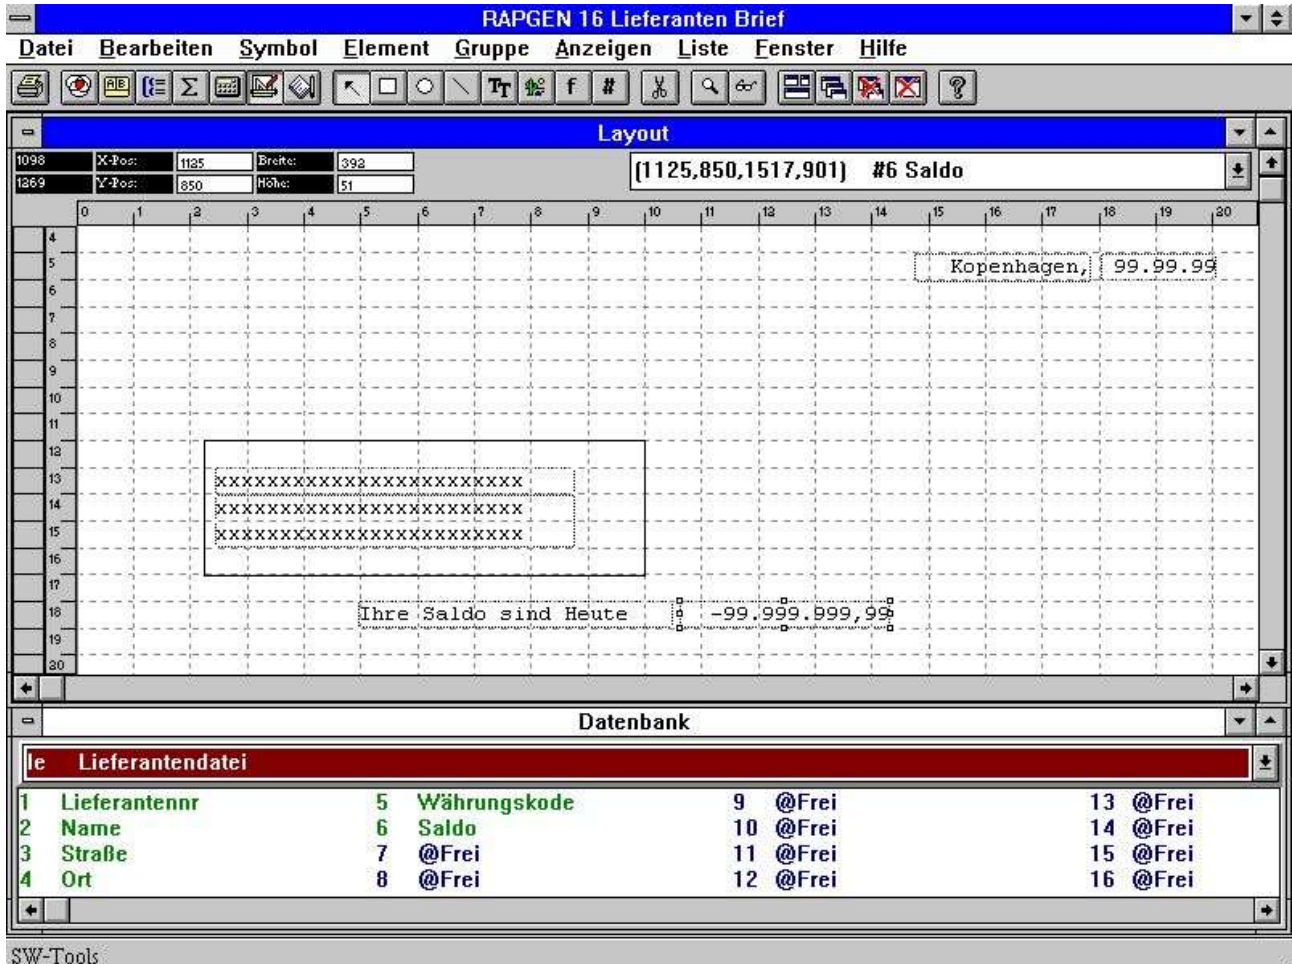 RAPGEN 16 Lieferanten Brief
Datei Bearbeiten Symbol Element Gruppe Anzeigen Liste Fenster Hilfe
A|B Σ TT f # ?
Layout
1098 X-Pos: 1125 Breite: 392
1269 Y-Pos: 850 Höhe: 51
(1125,850,1517,901) #6 Saldo
0 1 2 3 4 5 6 7 8 9 10 11 12 13 14 15 16 17 18 19 20
4
5 Kopenhagen, 99.99.99
6
7
8
9
10
11
12
13 xxxxxxxxxxxxxxxxxxxxxxxx
14 xxxxxxxxxxxxxxxxxxxxxxxx
15 xxxxxxxxxxxxxxxxxxxxxxxx
16
17
18 Ihre Saldo sind Heute -99.999.999,99
19
20
Datenbank
le Lieferantendatei
1 Lieferantennr 5 Währungskode 9 @Frei 13 @Frei
2 Name 6 Saldo 10 @Frei 14 @Frei
3 Straße 7 @Frei 11 @Frei 15 @Frei
4 Ort 8 @Frei 12 @Frei 16 @Frei
SW-Tools